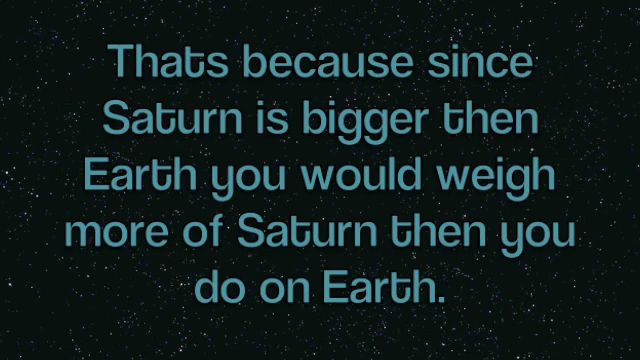 Thats because since
Saturn is bigger then
Earth you would weigh
more of Saturn then you
do on Earth.